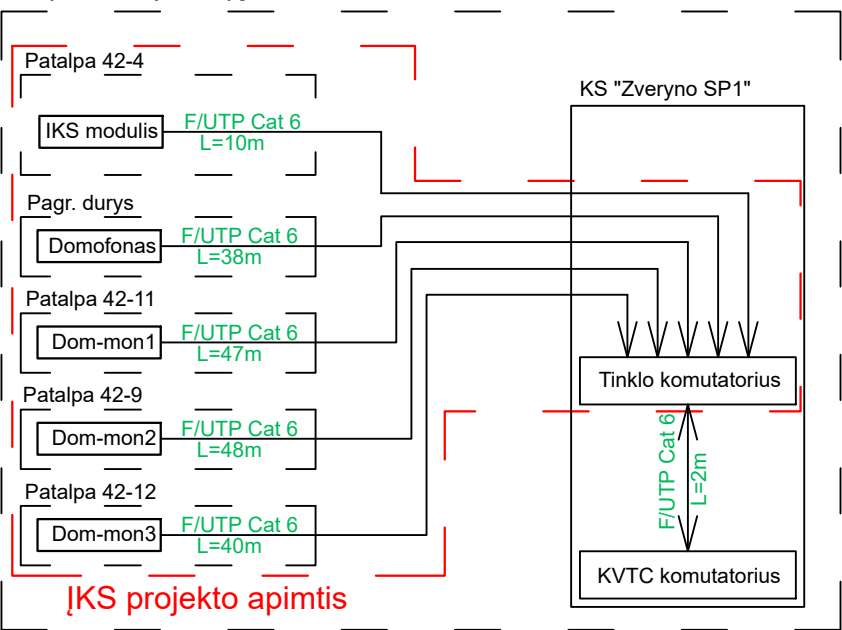 Patalpa 42-4
IKS modulis
F/UTP Cat 6
L=10m
Pagr. durys
Domofonas
F/UTP Cat 6
L=38m
Patalpa 42-11
Dom-mon1
F/UTP Cat 6
L=47m
Patalpa 42-9
Dom-mon2
F/UTP Cat 6
L=48m
Patalpa 42-12
Dom-mon3
F/UTP Cat 6
L=40m
ĮKS projekto apimtis
KS "Zveryno SP1"
Tinklo komutatorius
F/UTP Cat 6
L=2m
KVTC komutatorius